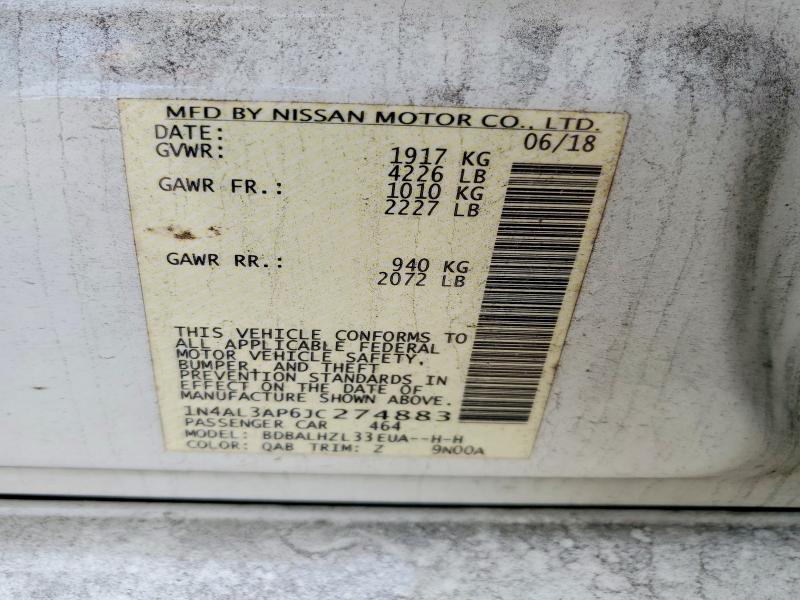 MFD BY NISSAN MOTOR CO., LTD.
DATE: 06/18
GVWR: 1917 KG
4226 LB
GAWR FR.: 1010 KG
2227 LB
GAWR RR.: 940 KG
2072 LB
THIS VEHICLE CONFORMS TO
ALL APPLICABLE FEDERAL
MOTOR VEHICLE SAFETY,
BUMPER, AND THEFT
PREVENTION STANDARDS IN
EFFECT ON THE DATE OF
MANUFACTURE SHOWN ABOVE.
1N4AL3AP6JC274883
PASSENGER CAR 464
MODEL: BDBALHZL33EUA--H-H
COLOR: QAB TRIM: Z 9N00A